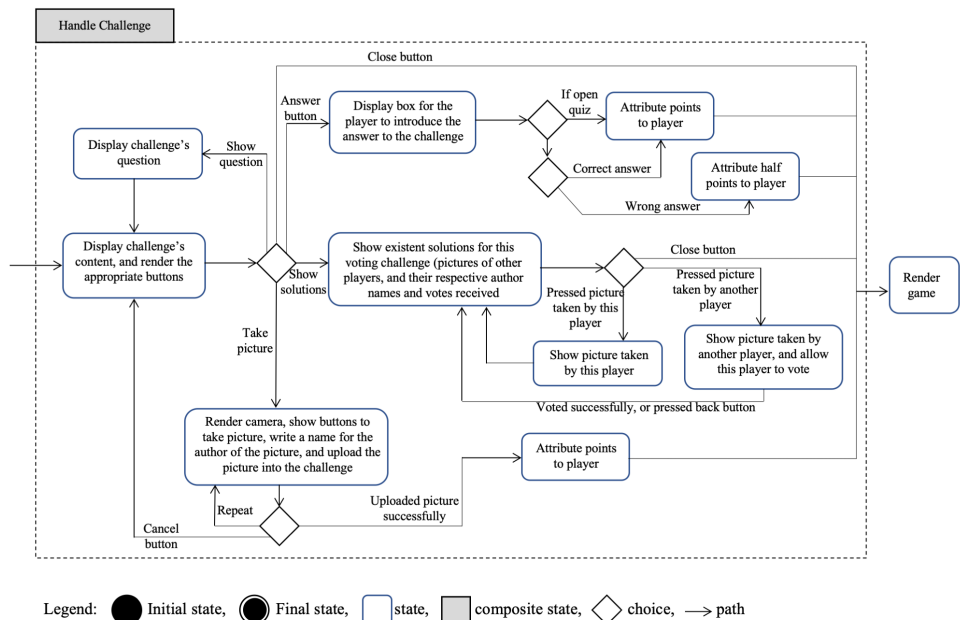 Handle Challenge
Close button
Answer
button
Display box for the
player to introduce the
answer to the challenge
If open
quiz
Attribute points
to player
Display challenge's
question
Show
question
Correct answer
Attribute half
points to player
Wrong answer
Display challenge's
content, and render the
appropriate buttons
Show
solutions
Show existent solutions for this
voting challenge (pictures of other
players, and their respective author
names and votes received
Close button
Pressed picture
taken by this
player
Pressed picture
taken by another
player
Render
game
Take
picture
Show picture taken
by this player
Show picture taken by
another player, and allow
this player to vote
Voted successfully, or pressed back button
Render camera, show buttons to
take picture, write a name for the
author of the picture, and upload the
picture into the challenge
Attribute points
to player
Uploaded picture
successfully
Repeat
Cancel
button
Legend: Initial state, Final state, state, composite state, choice, path